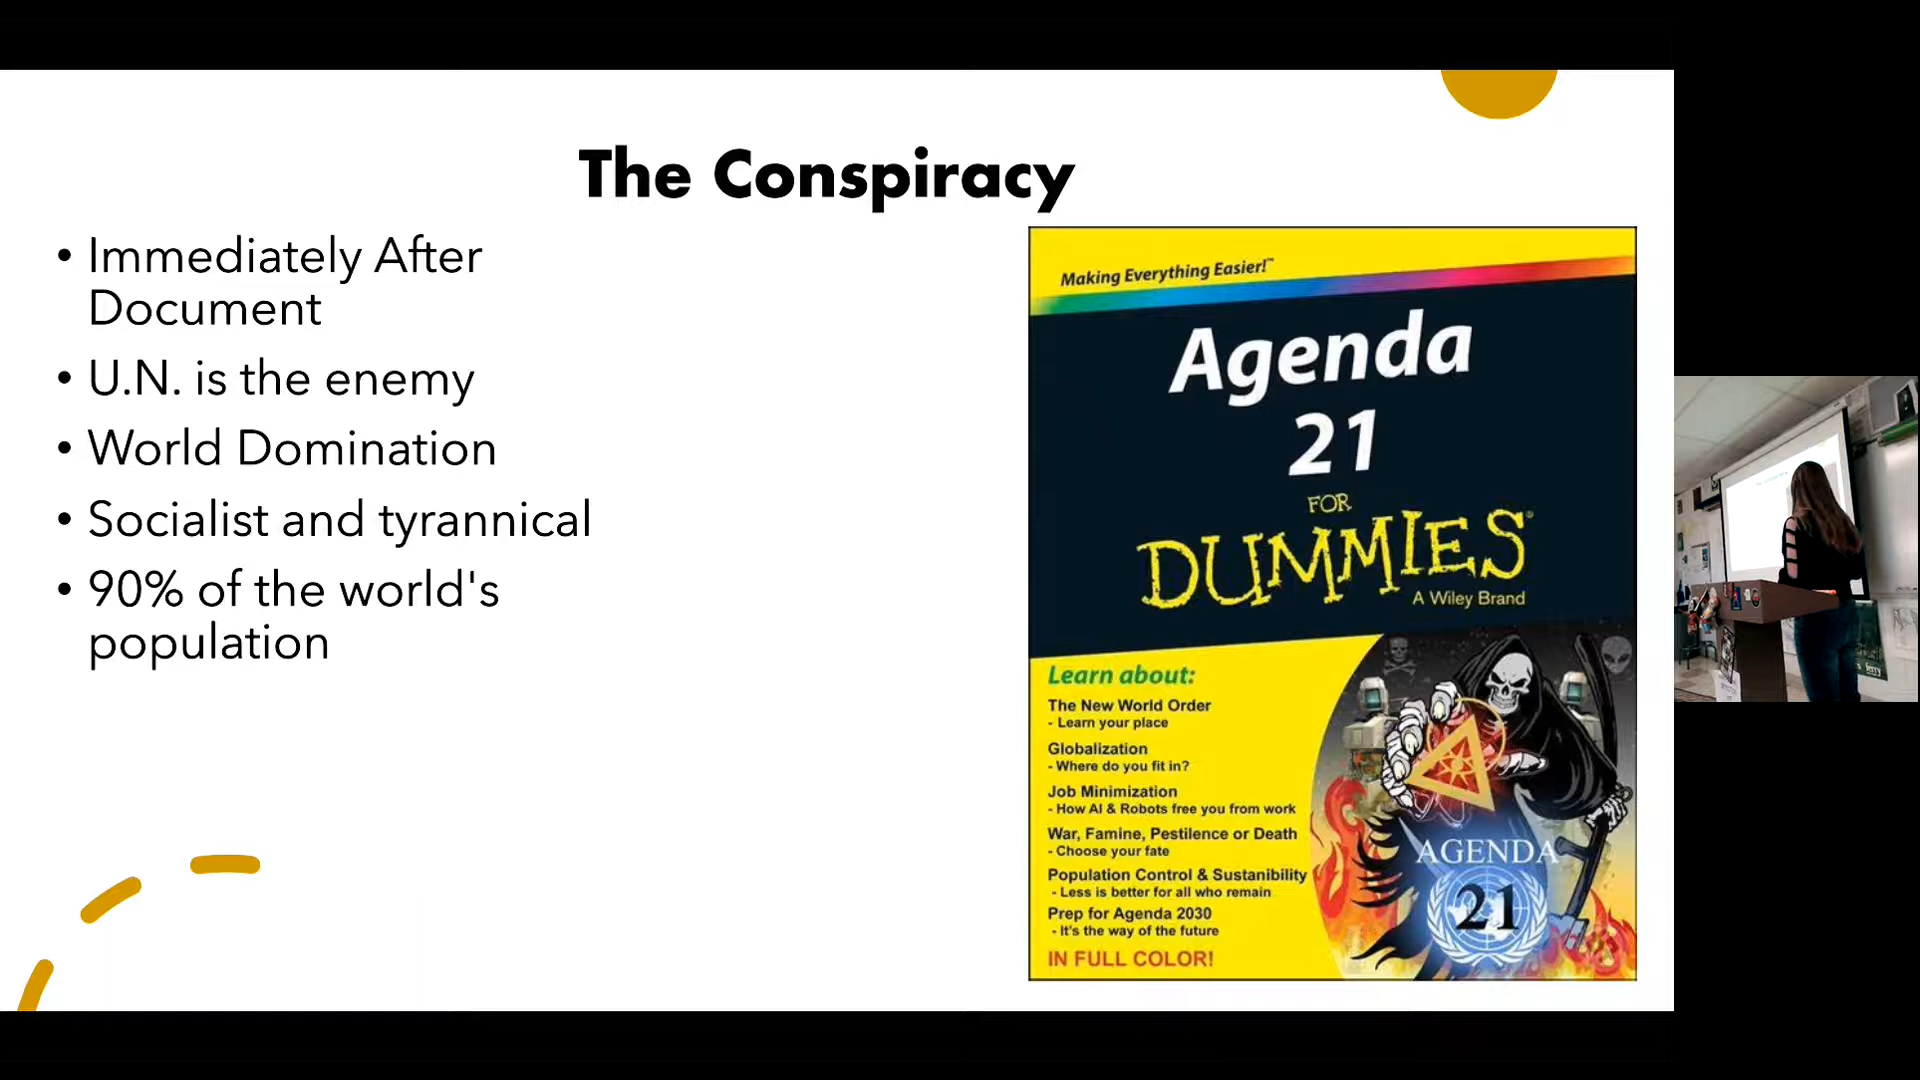 The Conspiracy
• Immediately After
Document
• U.N. is the enemy
• World Domination
• Socialist and tyrannical
• 90% of the world's
population
Making Everything Easier!™
Agenda
21
FOR
DUMMIES®
A Wiley Brand
Learn about:
The New World Order
- Learn your place
Globalization
- Where do you fit in?
Job Minimization
- How AI & Robots free you from work
War, Famine, Pestilence or Death
- Choose your fate
Population Control & Sustanibility
- Less is better for all who remain
Prep for Agenda 2030
- It's the way of the future
IN FULL COLOR!
AGENDA
21